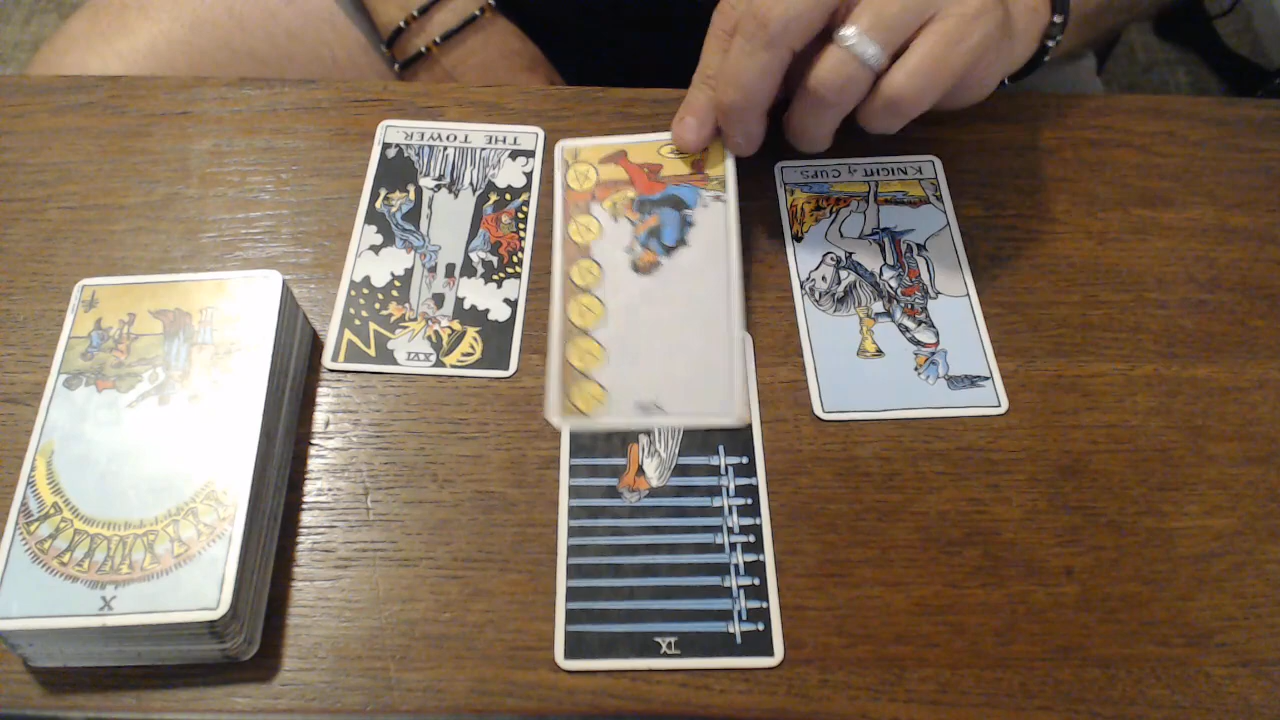 THE TOWER.
XVI
KNIGHT of CUPS.
IX
X